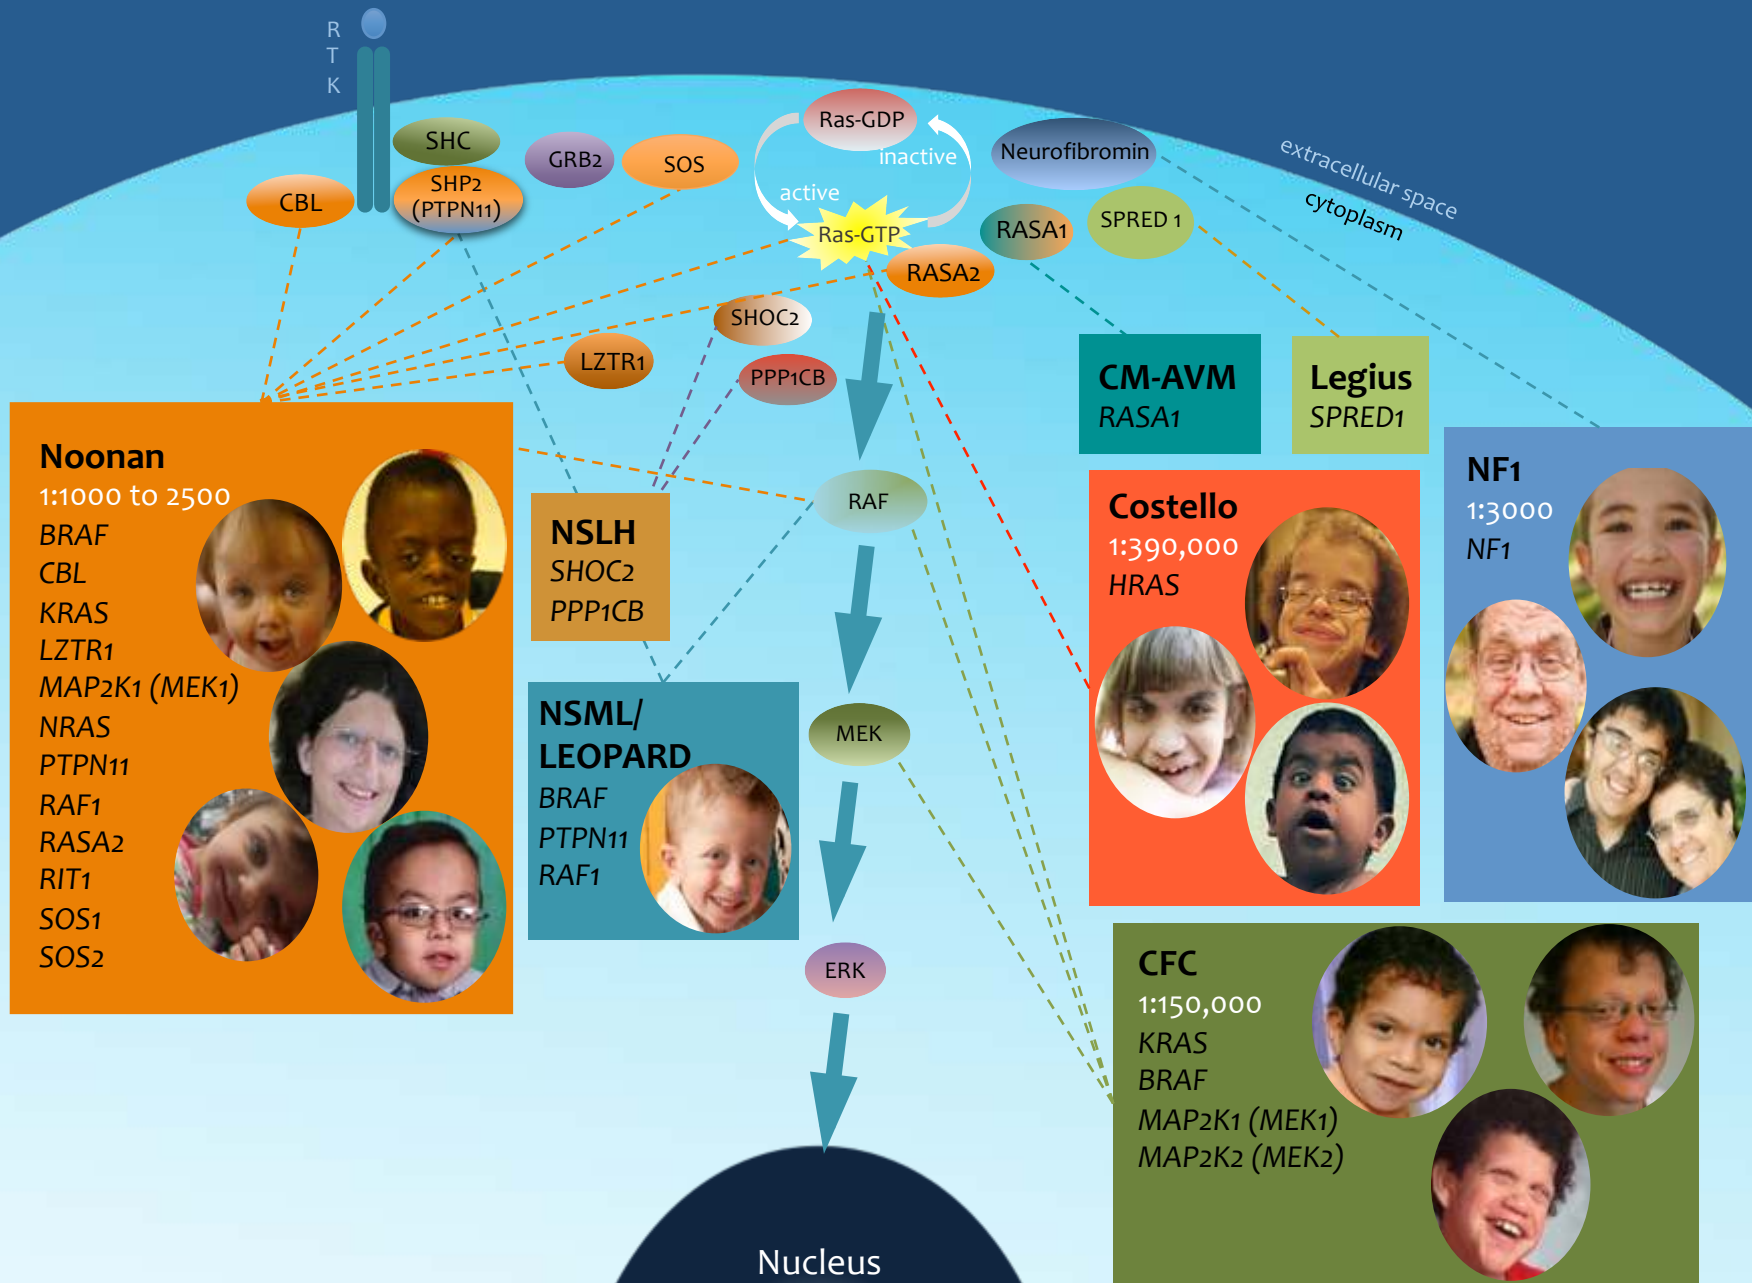 R
T
K
SHC
SHP2
(PTPN11)
CBL
GRB2
SOS
Ras-GDP
inactive
active
Ras-GTP
Neurofibromin
RASA1
SPRED 1
RASA2
extracellular space
cytoplasm
SHOC2
LZTR1
PPP1CB
RAF
MEK
ERK
Nucleus
Noonan
1:1000 to 2500
BRAF
CBL
KRAS
LZTR1
MAP2K1 (MEK1)
NRAS
PTPN11
RAF1
RASA2
RIT1
SOS1
SOS2
NSLH
SHOC2
PPP1CB
NSML/
LEOPARD
BRAF
PTPN11
RAF1
CM-AVM
RASA1
Legius
SPRED1
Costello
1:390,000
HRAS
NF1
1:3000
NF1
CFC
1:150,000
KRAS
BRAF
MAP2K1 (MEK1)
MAP2K2 (MEK2)